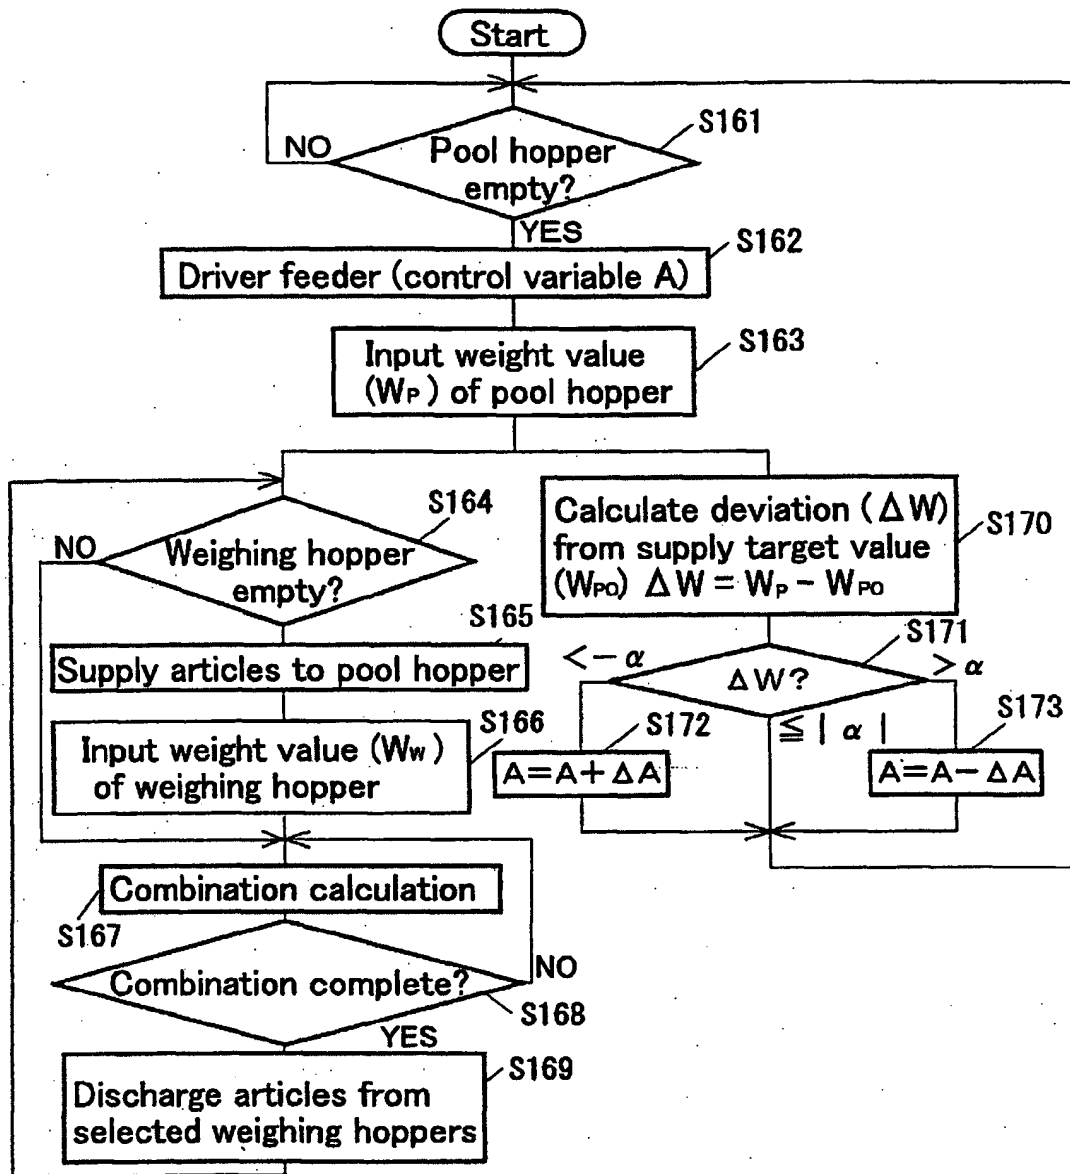 Start
S161
NO
Pool hopper
empty?
YES
S162
Driver feeder (control variable A)
S163
Input weight value
(WP) of pool hopper
S164
NO
Weighing hopper
empty?
S165
Supply articles to pool hopper
S166
Input weight value (WW)
of weighing hopper
Combination calculation
S167
Combination complete?
NO
S168
YES
S169
Discharge articles from
selected weighing hoppers
S170
Calculate deviation (ΔW)
from supply target value
(WPO) ΔW = WP - WPO
S171
<-α
ΔW?
>α
≦|α|
S172
A=A+ΔA
S173
A=A-ΔA